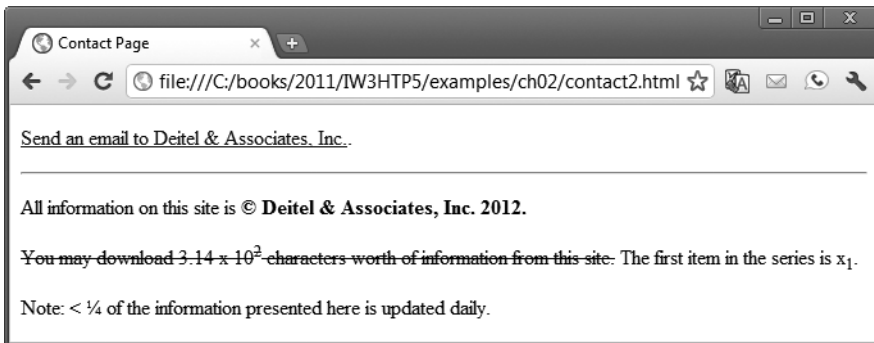 Contact Page
file:///C:/books/2011/IW3HTP5/examples/ch02/contact2.html
Send an email to Deitel & Associates, Inc..
All information on this site is © Deitel & Associates, Inc. 2012.
You may download 3.14 x 10² characters worth of information from this site. The first item in the series is x₁.
Note: < ¼ of the information presented here is updated daily.